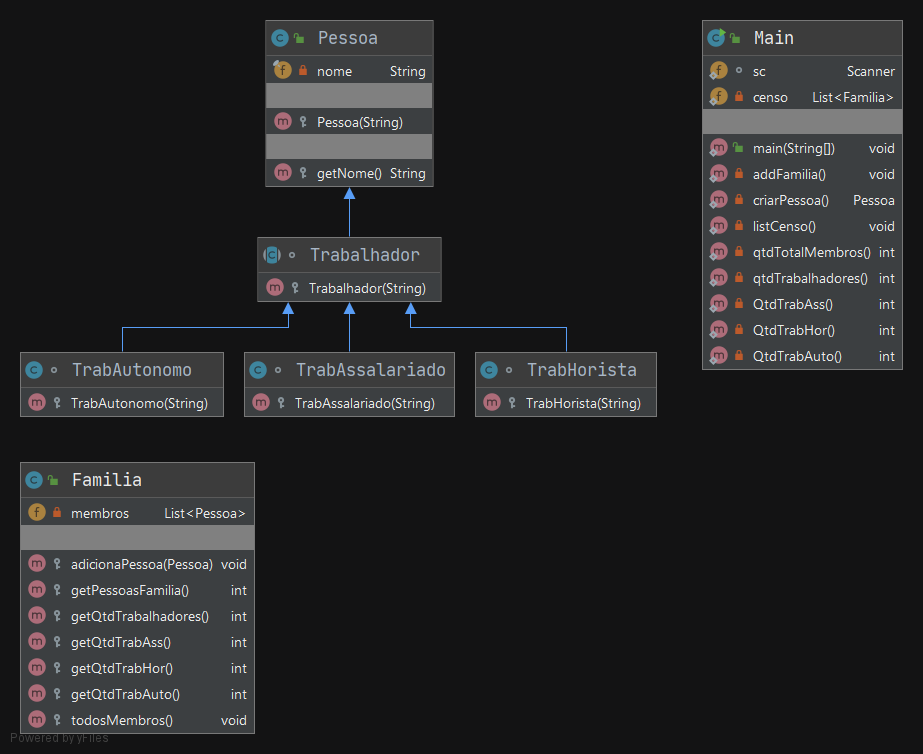 Pessoa
nome String
Pessoa(String)
getNome() String
Main
sc Scanner
censo List<Familia>
main(String[]) void
addFamilia() void
criarPessoa() Pessoa
listCenso() void
qtdTotalMembros() int
qtdTrabalhadores() int
QtdTrabAss() int
QtdTrabHor() int
QtdTrabAuto() int
Trabalhador
Trabalhador(String)
TrabAutonomo
TrabAutonomo(String)
TrabAssalariado
TrabAssalariado(String)
TrabHorista
TrabHorista(String)
Familia
membros List<Pessoa>
adicionaPessoa(Pessoa) void
getPessoasFamilia() int
getQtdTrabalhadores() int
getQtdTrabAss() int
getQtdTrabHor() int
getQtdTrabAuto() int
todosMembros() void
Powered by yFiles